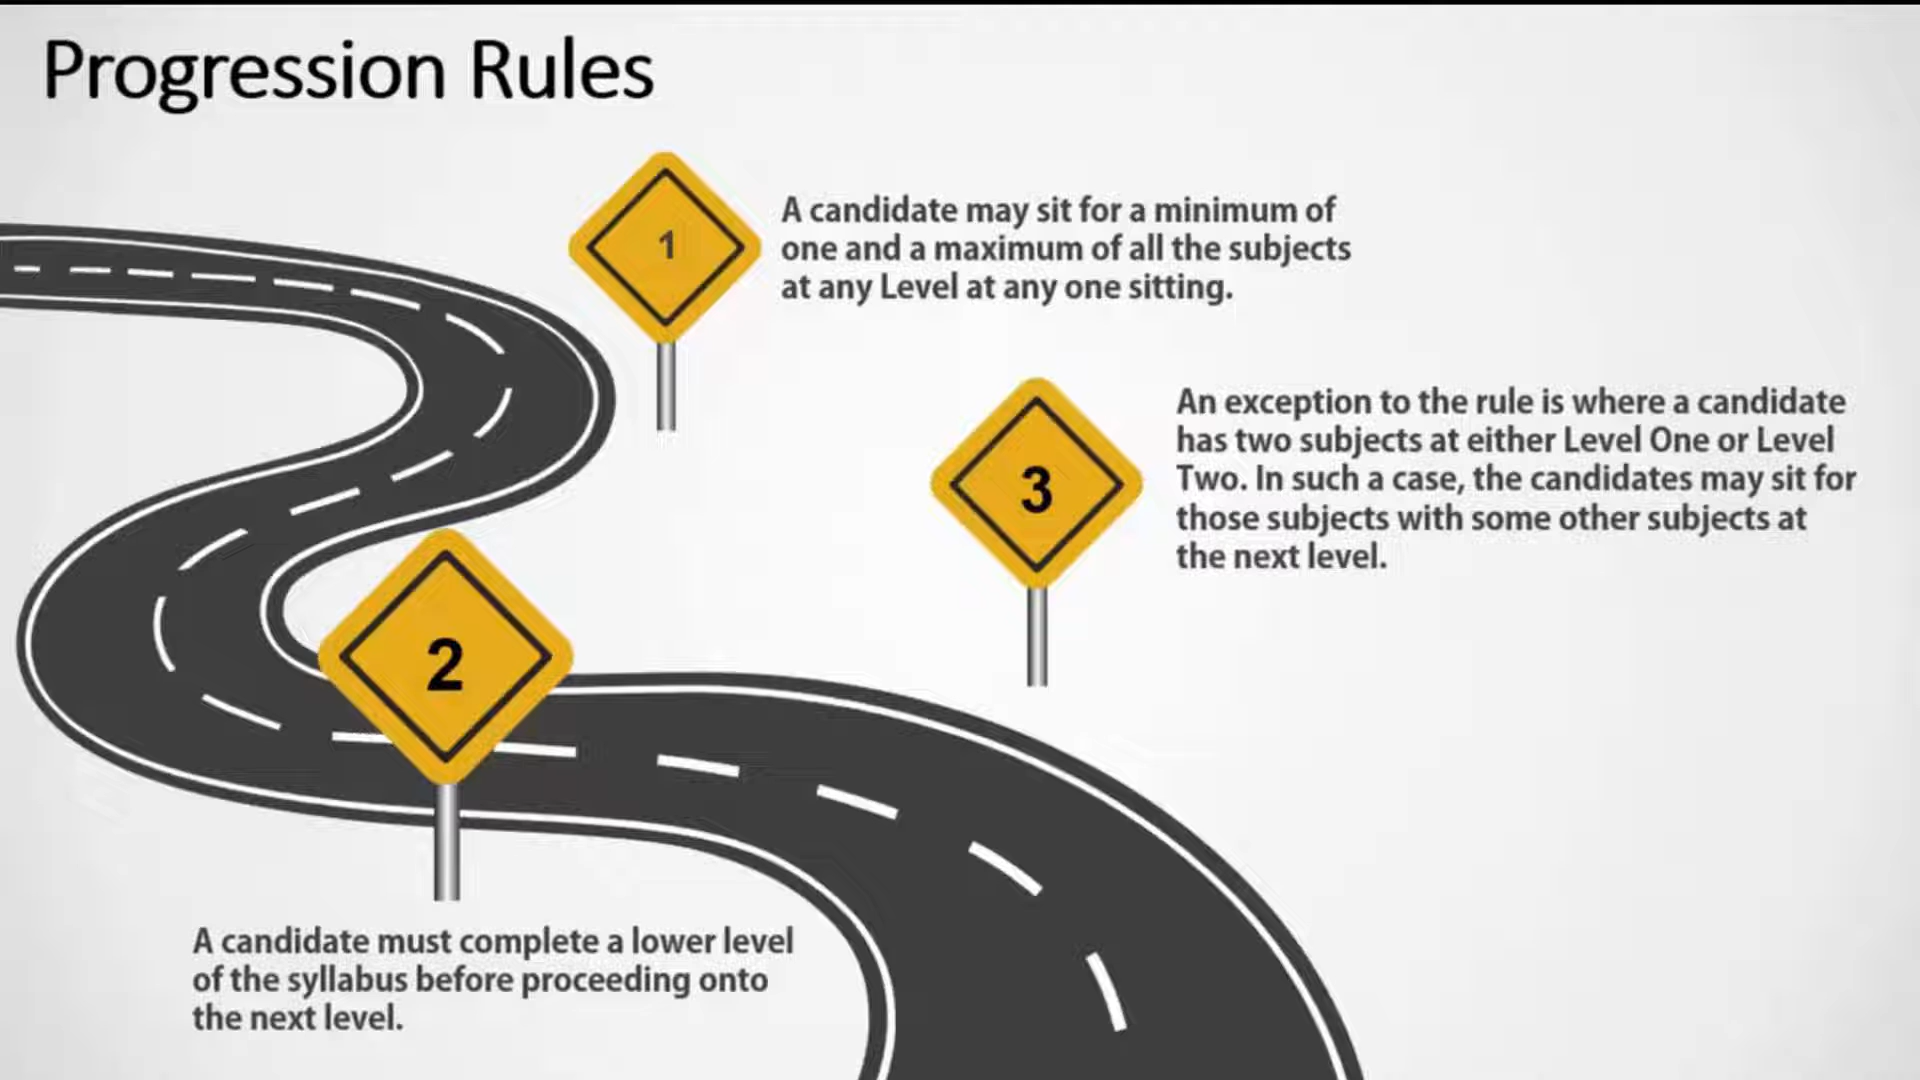 Progression Rules
1
A candidate may sit for a minimum of
one and a maximum of all the subjects
at any Level at any one sitting.
2
A candidate must complete a lower level
of the syllabus before proceeding onto
the next level.
3
An exception to the rule is where a candidate
has two subjects at either Level One or Level
Two. In such a case, the candidates may sit for
those subjects with some other subjects at
the next level.